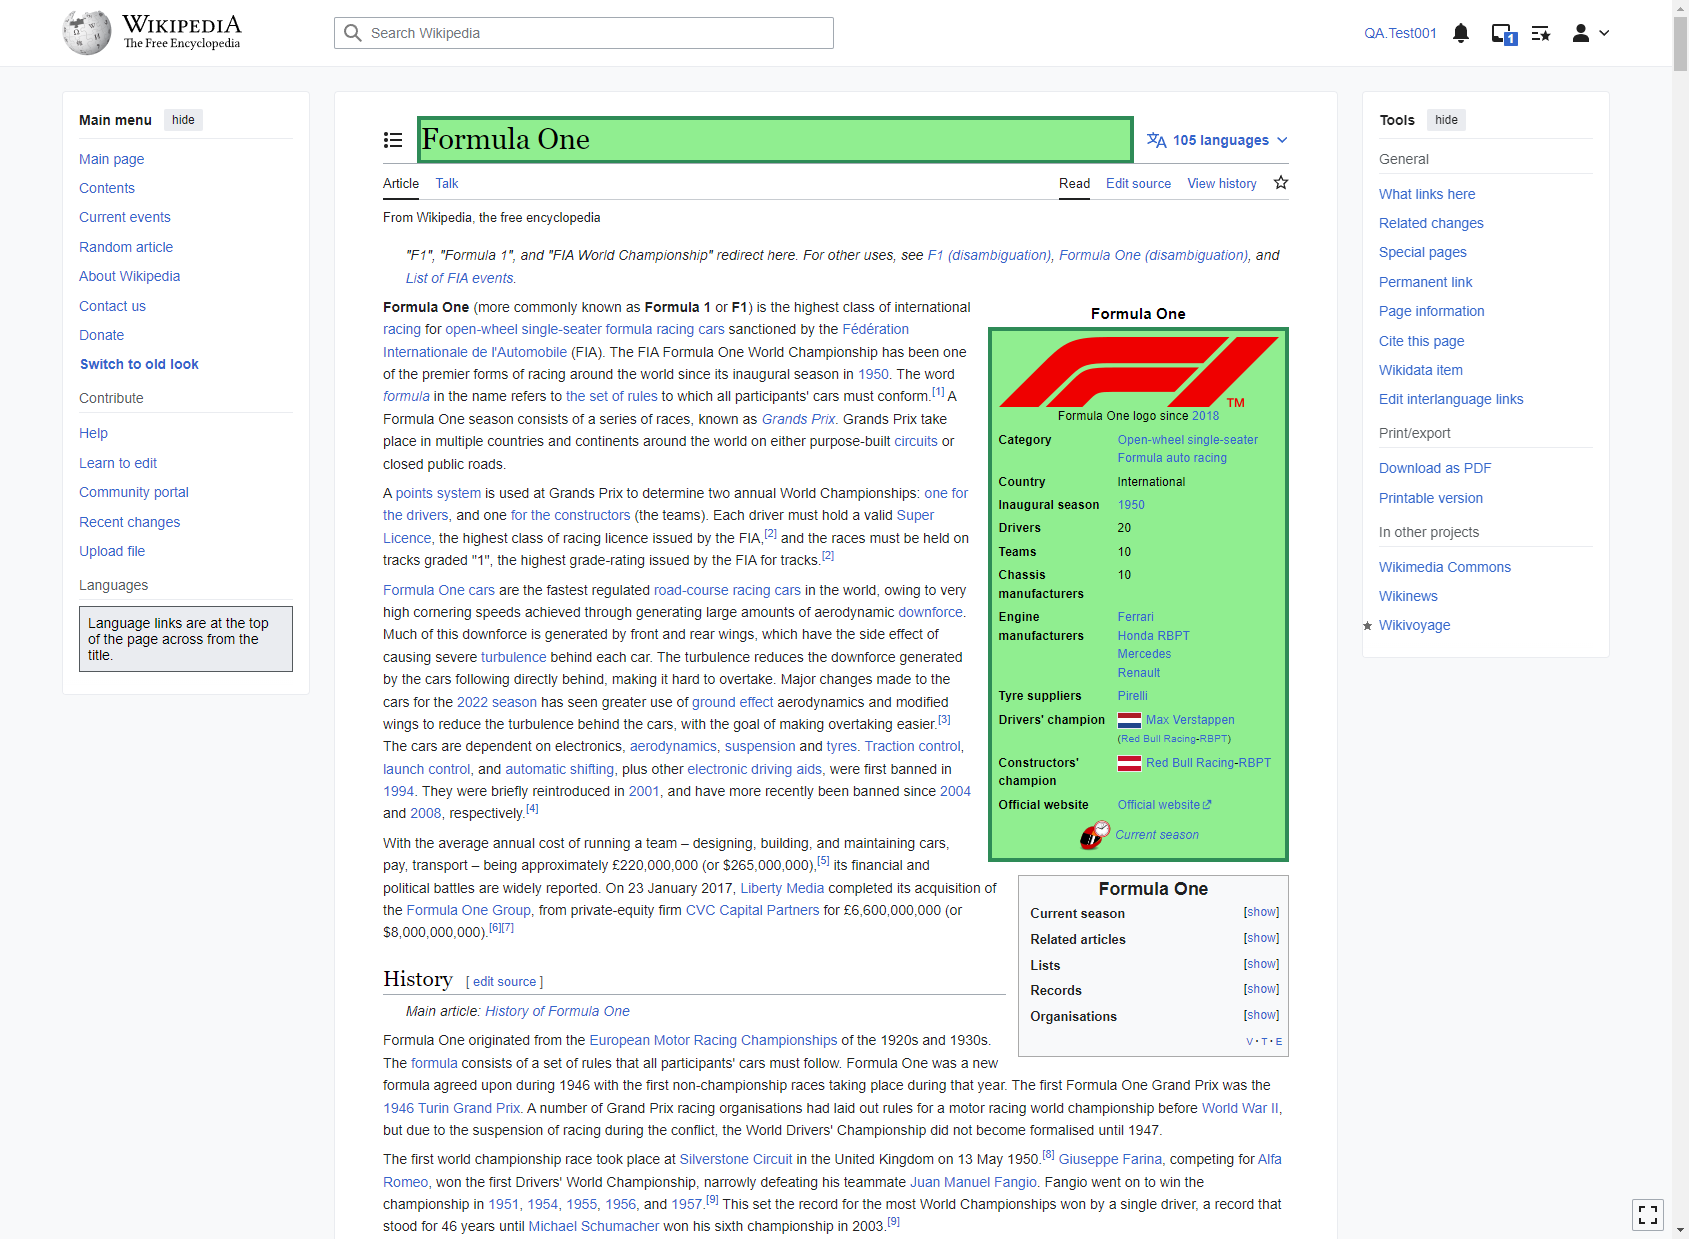 WIKIPEDIA
The Free Encyclopedia
Search Wikipedia
QA.Test001
1
Main menu hide
Main page
Contents
Current events
Random article
About Wikipedia
Contact us
Donate
Switch to old look
Contribute
Help
Learn to edit
Community portal
Recent changes
Upload file
Languages
Language links are at the top
of the page across from the
title.
Formula One
105 languages
Article Talk
Read Edit source View history
From Wikipedia, the free encyclopedia
"F1", "Formula 1", and "FIA World Championship" redirect here. For other uses, see F1 (disambiguation), Formula One (disambiguation), and
List of FIA events.
Formula One (more commonly known as Formula 1 or F1) is the highest class of international
racing for open-wheel single-seater formula racing cars sanctioned by the Fédération
Internationale de l'Automobile (FIA). The FIA Formula One World Championship has been one
of the premier forms of racing around the world since its inaugural season in 1950. The word
formula in the name refers to the set of rules to which all participants' cars must conform.[1] A
Formula One season consists of a series of races, known as Grands Prix. Grands Prix take
place in multiple countries and continents around the world on either purpose-built circuits or
closed public roads.
A points system is used at Grands Prix to determine two annual World Championships: one for
the drivers, and one for the constructors (the teams). Each driver must hold a valid Super
Licence, the highest class of racing licence issued by the FIA,[2] and the races must be held on
tracks graded "1", the highest grade-rating issued by the FIA for tracks.[2]
Formula One cars are the fastest regulated road-course racing cars in the world, owing to very
high cornering speeds achieved through generating large amounts of aerodynamic downforce.
Much of this downforce is generated by front and rear wings, which have the side effect of
causing severe turbulence behind each car. The turbulence reduces the downforce generated
by the cars following directly behind, making it hard to overtake. Major changes made to the
cars for the 2022 season has seen greater use of ground effect aerodynamics and modified
wings to reduce the turbulence behind the cars, with the goal of making overtaking easier.[3]
The cars are dependent on electronics, aerodynamics, suspension and tyres. Traction control,
launch control, and automatic shifting, plus other electronic driving aids, were first banned in
1994. They were briefly reintroduced in 2001, and have more recently been banned since 2004
and 2008, respectively.[4]
With the average annual cost of running a team – designing, building, and maintaining cars,
pay, transport – being approximately £220,000,000 (or $265,000,000),[5] its financial and
political battles are widely reported. On 23 January 2017, Liberty Media completed its acquisition of
the Formula One Group, from private-equity firm CVC Capital Partners for £6,600,000,000 (or
$8,000,000,000).[6][7]
Formula One
F1 TM
Formula One logo since 2018
Category Open-wheel single-seater
Formula auto racing
Country International
Inaugural season 1950
Drivers 20
Teams 10
Chassis 10
manufacturers
Engine Ferrari
manufacturers Honda RBPT
Mercedes
Renault
Tyre suppliers Pirelli
Drivers' champion Max Verstappen
(Red Bull Racing-RBPT)
Constructors' Red Bull Racing-RBPT
champion
Official website Official website
Current season
Formula One
Current season [show]
Related articles [show]
Lists [show]
Records [show]
Organisations [show]
V · T · E
History [ edit source ]
Main article: History of Formula One
Formula One originated from the European Motor Racing Championships of the 1920s and 1930s.
The formula consists of a set of rules that all participants' cars must follow. Formula One was a new
formula agreed upon during 1946 with the first non-championship races taking place during that year. The first Formula One Grand Prix was the
1946 Turin Grand Prix. A number of Grand Prix racing organisations had laid out rules for a motor racing world championship before World War II,
but due to the suspension of racing during the conflict, the World Drivers' Championship did not become formalised until 1947.
The first world championship race took place at Silverstone Circuit in the United Kingdom on 13 May 1950.[8] Giuseppe Farina, competing for Alfa
Romeo, won the first Drivers' World Championship, narrowly defeating his teammate Juan Manuel Fangio. Fangio went on to win the
championship in 1951, 1954, 1955, 1956, and 1957.[9] This set the record for the most World Championships won by a single driver, a record that
stood for 46 years until Michael Schumacher won his sixth championship in 2003.[9]
Tools hide
General
What links here
Related changes
Special pages
Permanent link
Page information
Cite this page
Wikidata item
Edit interlanguage links
Print/export
Download as PDF
Printable version
In other projects
Wikimedia Commons
Wikinews
Wikivoyage